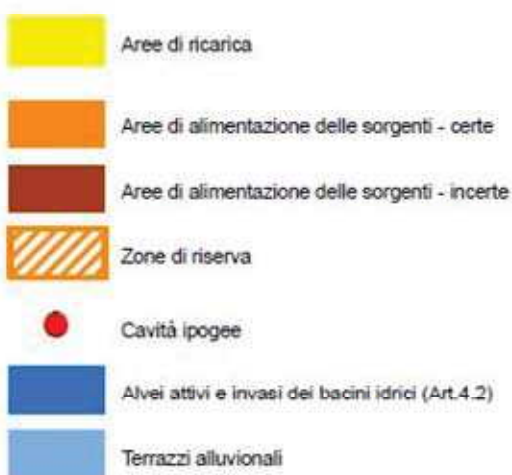 Aree di ricarica
Aree di alimentazione delle sorgenti - certe
Aree di alimentazione delle sorgenti - incerte
Zone di riserva
Cavità ipogee
Alvei attivi e invasi dei bacini idrici (Art.4.2)
Terrazzi alluvionali